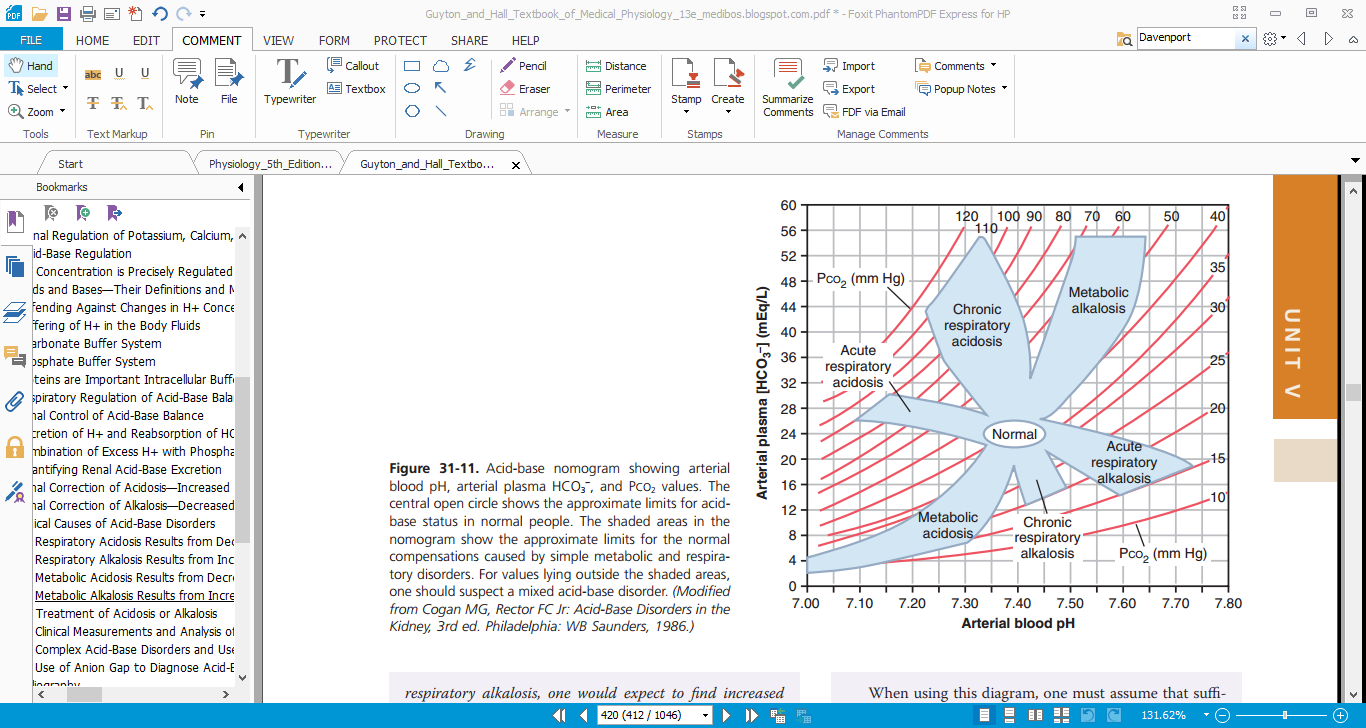 Guyton_and_Hall_Textbook_of_Medical_Physiology_13e_medibos.blogspot.com.pdf * - Foxit PhantomPDF Express for HP
FILE HOME EDIT COMMENT VIEW FORM PROTECT SHARE HELP Davenport
Hand
Select
Zoom
Tools
abc U U
T T T
Text Markup
Note File
Pin
Typewriter
Callout
Textbox
Typewriter
Pencil
Eraser
Arrange
Drawing
Distance
Perimeter
Area
Measure
Stamp Create
Stamps
Summarize
Comments
Import
Export
FDF via Email
Comments
Popup Notes
Manage Comments
Start Physiology_5th_Edition... Guyton_and_Hall_Textbo...
Bookmarks
nal Regulation of Potassium, Calcium,
id-Base Regulation
Concentration is Precisely Regulated
ds and Bases—Their Definitions and M
fending Against Changes in H+ Conce
ffering of H+ in the Body Fluids
arbonate Buffer System
osphate Buffer System
oteins are Important Intracellular Buff
spiratory Regulation of Acid-Base Bala
nal Control of Acid-Base Balance
cretion of H+ and Reabsorption of HC
mbination of Excess H+ with Phospha
antifying Renal Acid-Base Excretion
nal Correction of Acidosis—Increased
nal Correction of Alkalosis—Decreased
ical Causes of Acid-Base Disorders
Respiratory Acidosis Results from Dec
Respiratory Alkalosis Results from Inc
Metabolic Acidosis Results from Decr
Metabolic Alkalosis Results from Incre
Treatment of Acidosis or Alkalosis
Clinical Measurements and Analysis of
Complex Acid-Base Disorders and Use
Use of Anion Gap to Diagnose Acid-B
Figure 31-11. Acid-base nomogram showing arterial
blood pH, arterial plasma HCO₃⁻, and PCO₂ values. The
central open circle shows the approximate limits for acid-
base status in normal people. The shaded areas in the
nomogram show the approximate limits for the normal
compensations caused by simple metabolic and respira-
tory disorders. For values lying outside the shaded areas,
one should suspect a mixed acid-base disorder. (Modified
from Cogan MG, Rector FC Jr: Acid-Base Disorders in the
Kidney, 3rd ed. Philadelphia: WB Saunders, 1986.)
Arterial plasma [HCO₃⁻] (mEq/L)
60
56
52
48
44
40
36
32
28
24
20
16
12
8
4
0
120 110 100 90 80 70 60 50 40
35
30
25
20
15
10
PCO₂ (mm Hg)
Chronic
respiratory
acidosis
Metabolic
alkalosis
Acute
respiratory
acidosis
Normal
Acute
respiratory
alkalosis
Metabolic
acidosis
Chronic
respiratory
alkalosis
PCO₂ (mm Hg)
7.00 7.10 7.20 7.30 7.40 7.50 7.60 7.70 7.80
Arterial blood pH
UNIT V
respiratory alkalosis, one would expect to find increased
When using this diagram, one must assume that suffi-
420 (412 / 1046)
131.62%